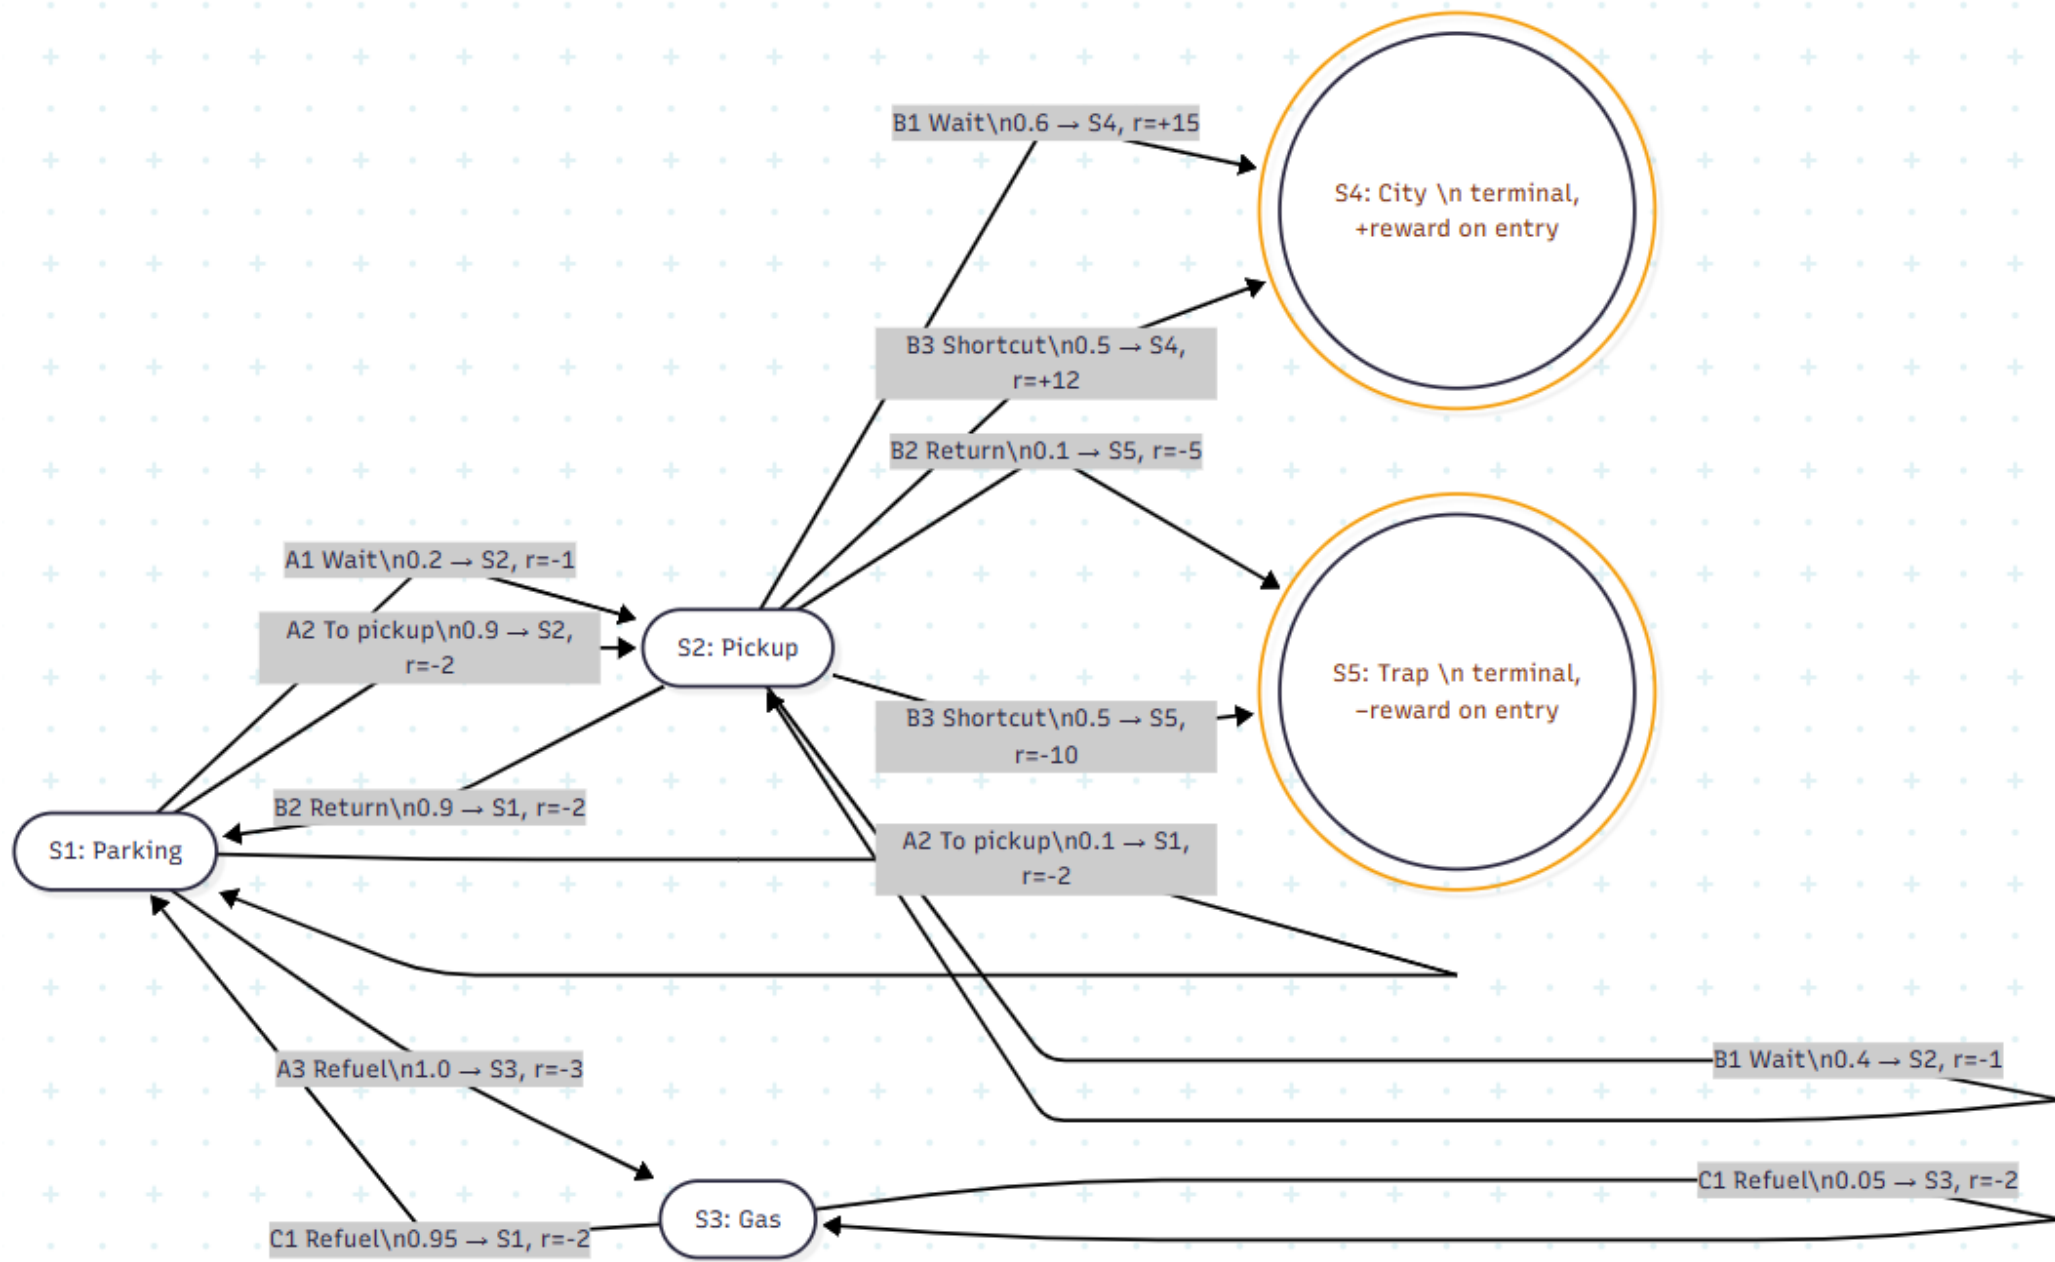 B1 Wait\n0.6 → S4, r=+15
S4: City \n terminal,
+reward on entry
B3 Shortcut\n0.5 → S4,
r=+12
B2 Return\n0.1 → S5, r=-5
A1 Wait\n0.2 → S2, r=-1
A2 To pickup\n0.9 → S2,
r=-2
S2: Pickup
S5: Trap \n terminal,
−reward on entry
B3 Shortcut\n0.5 → S5,
r=-10
B2 Return\n0.9 → S1, r=-2
S1: Parking
A2 To pickup\n0.1 → S1,
r=-2
A3 Refuel\n1.0 → S3, r=-3
B1 Wait\n0.4 → S2, r=-1
C1 Refuel\n0.05 → S3, r=-2
S3: Gas
C1 Refuel\n0.95 → S1, r=-2